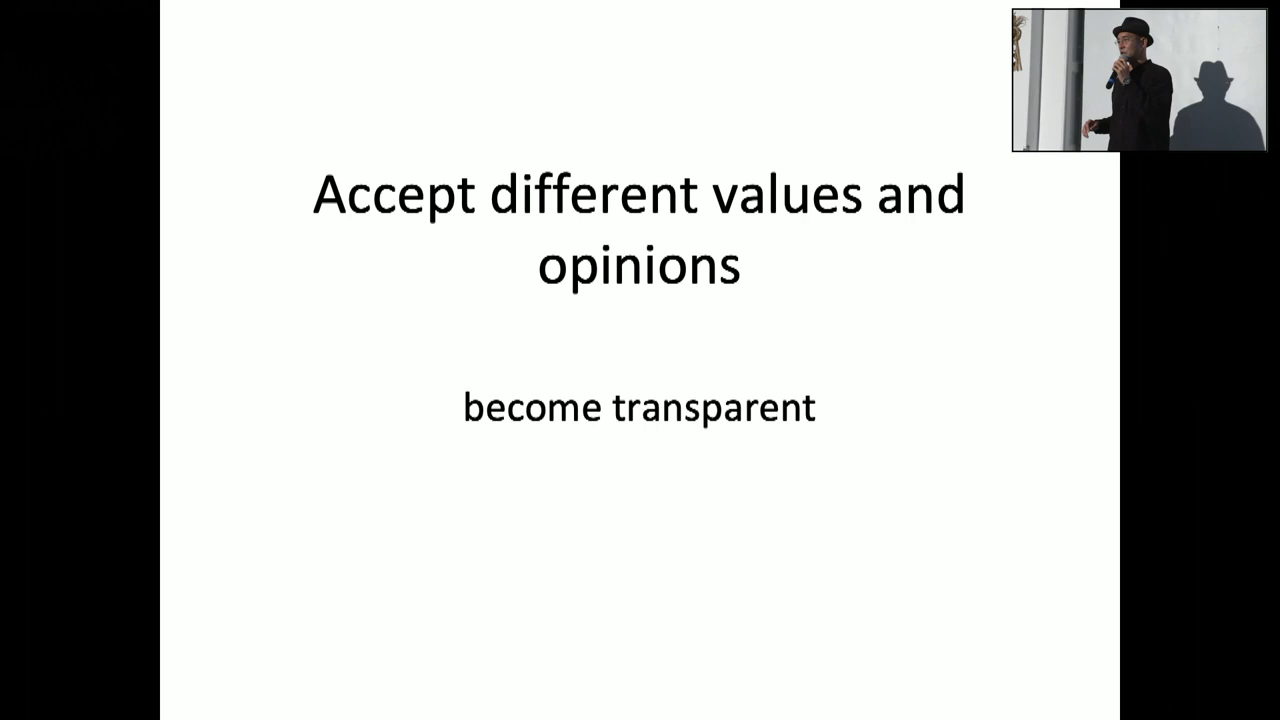 Accept different values and
opinions
become transparent